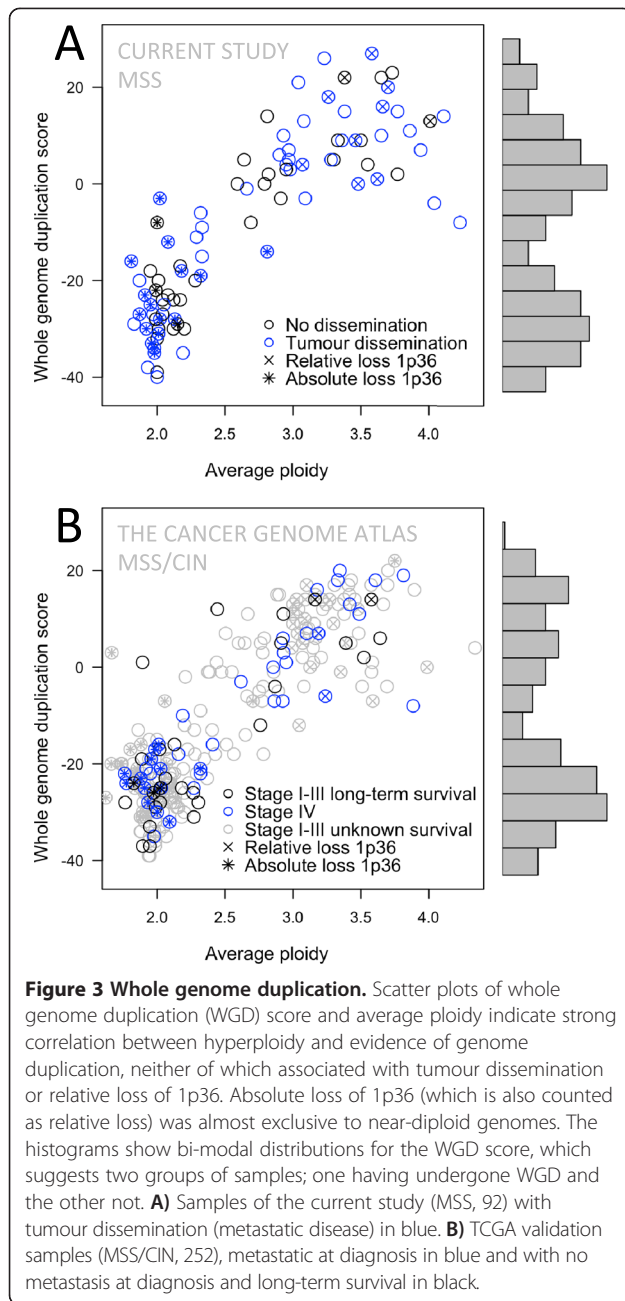 A
CURRENT STUDY
MSS
Whole genome duplication score
20
0
-20
-40
No dissemination
Tumour dissemination
Relative loss 1p36
Absolute loss 1p36
2.0 2.5 3.0 3.5 4.0
Average ploidy
B
THE CANCER GENOME ATLAS
MSS/CIN
Whole genome duplication score
20
0
-20
-40
Stage I-III long-term survival
Stage IV
Stage I-III unknown survival
Relative loss 1p36
Absolute loss 1p36
2.0 2.5 3.0 3.5 4.0
Average ploidy
Figure 3 Whole genome duplication. Scatter plots of whole
genome duplication (WGD) score and average ploidy indicate strong
correlation between hyperploidy and evidence of genome
duplication, neither of which associated with tumour dissemination
or relative loss of 1p36. Absolute loss of 1p36 (which is also counted
as relative loss) was almost exclusive to near-diploid genomes. The
histograms show bi-modal distributions for the WGD score, which
suggests two groups of samples; one having undergone WGD and
the other not. A) Samples of the current study (MSS, 92) with
tumour dissemination (metastatic disease) in blue. B) TCGA validation
samples (MSS/CIN, 252), metastatic at diagnosis in blue and with no
metastasis at diagnosis and long-term survival in black.